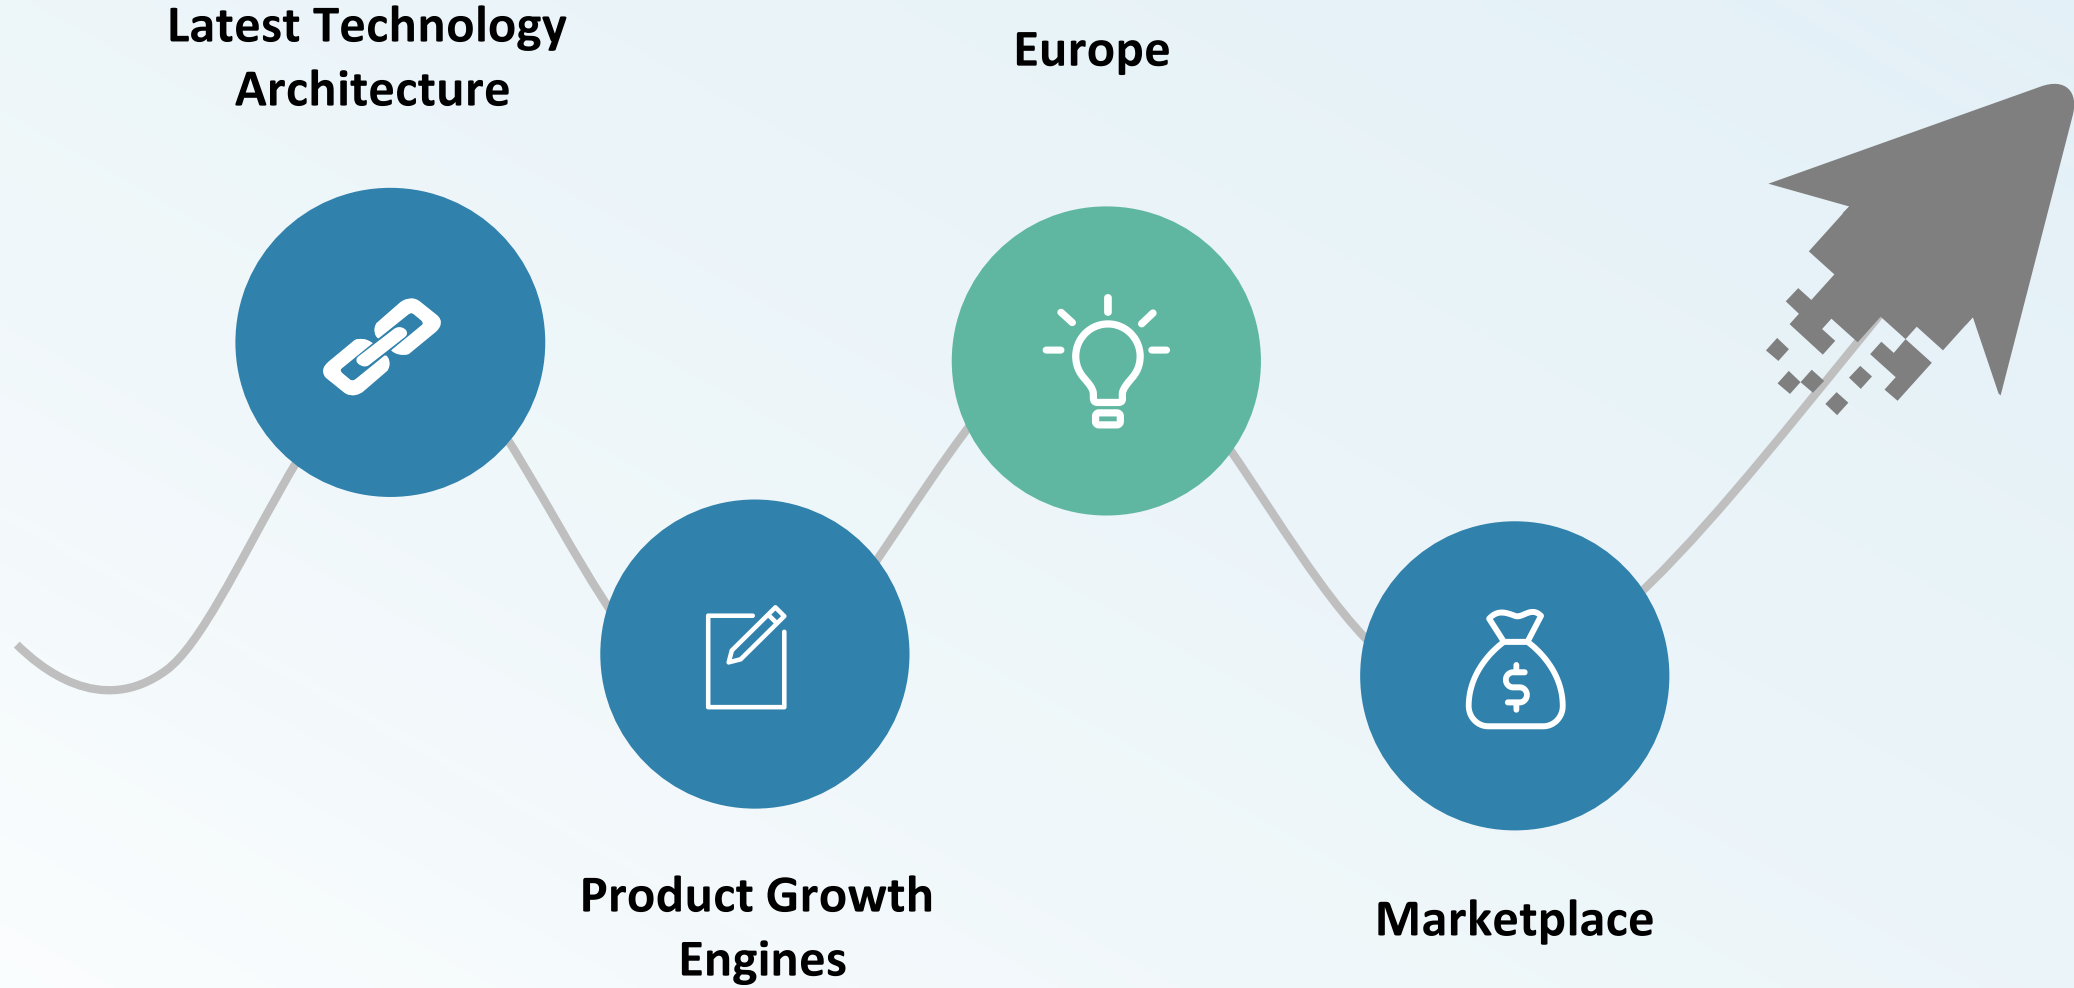 Latest Technology
Architecture
Europe
$
Product Growth
Engines
Marketplace